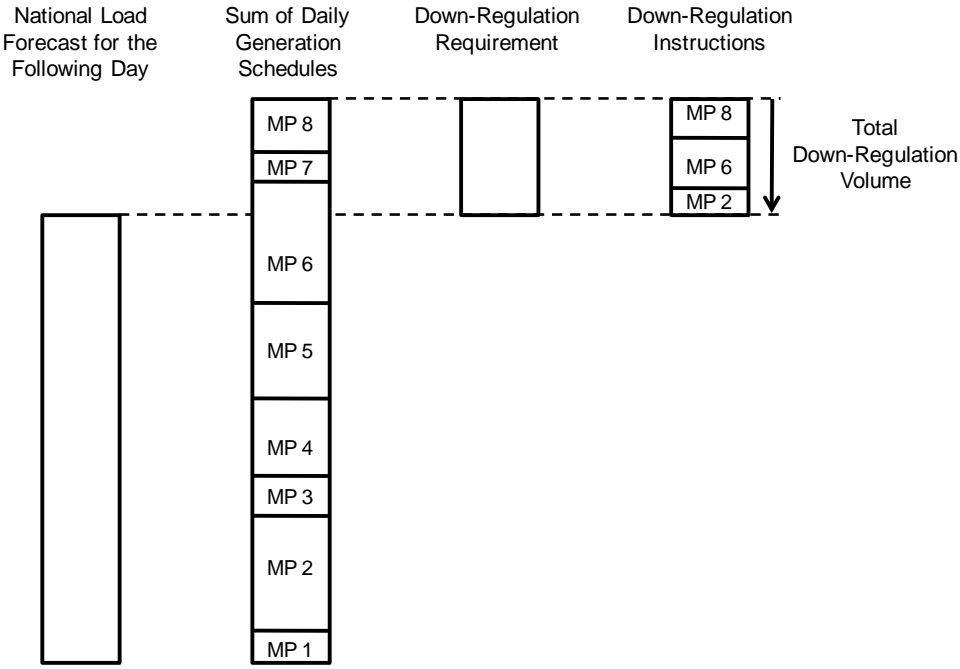 National Load
Forecast for the
Following Day
Sum of Daily
Generation
Schedules
Down-Regulation
Requirement
Down-Regulation
Instructions
MP 8
MP 7
MP 6
MP 5
MP 4
MP 3
MP 2
MP 1
MP 8
MP 6
MP 2
Total
Down-Regulation
Volume